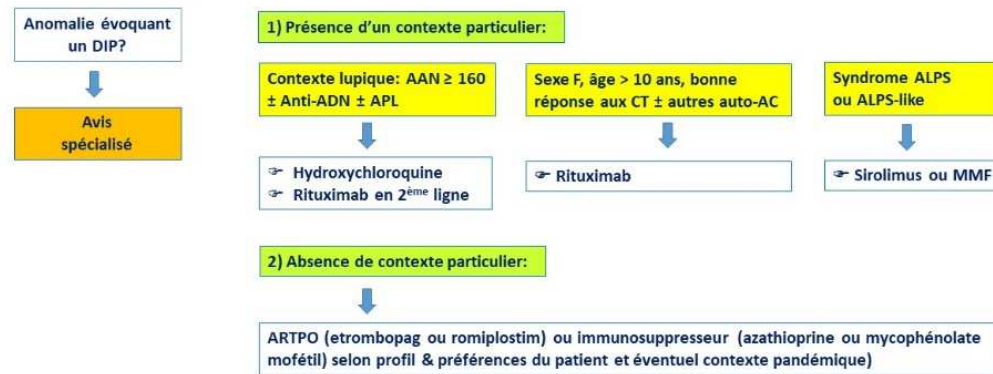 Anomalie évoquant
un DIP?
Avis
spécialisé
1) Présence d'un contexte particulier:
Contexte lupique: AAN ≥ 160
± Anti-ADN ± APL
☞ Hydroxychloroquine
☞ Rituximab en 2ème ligne
Sexe F, âge > 10 ans, bonne
réponse aux CT ± autres auto-AC
☞ Rituximab
Syndrome ALPS
ou ALPS-like
☞ Sirolimus ou MMF
2) Absence de contexte particulier:
ARTPO (etrombopag ou romiplostim) ou immunosuppresseur (azathioprine ou mycophénolate
mofétil) selon profil & préférences du patient et éventuel contexte pandémique)